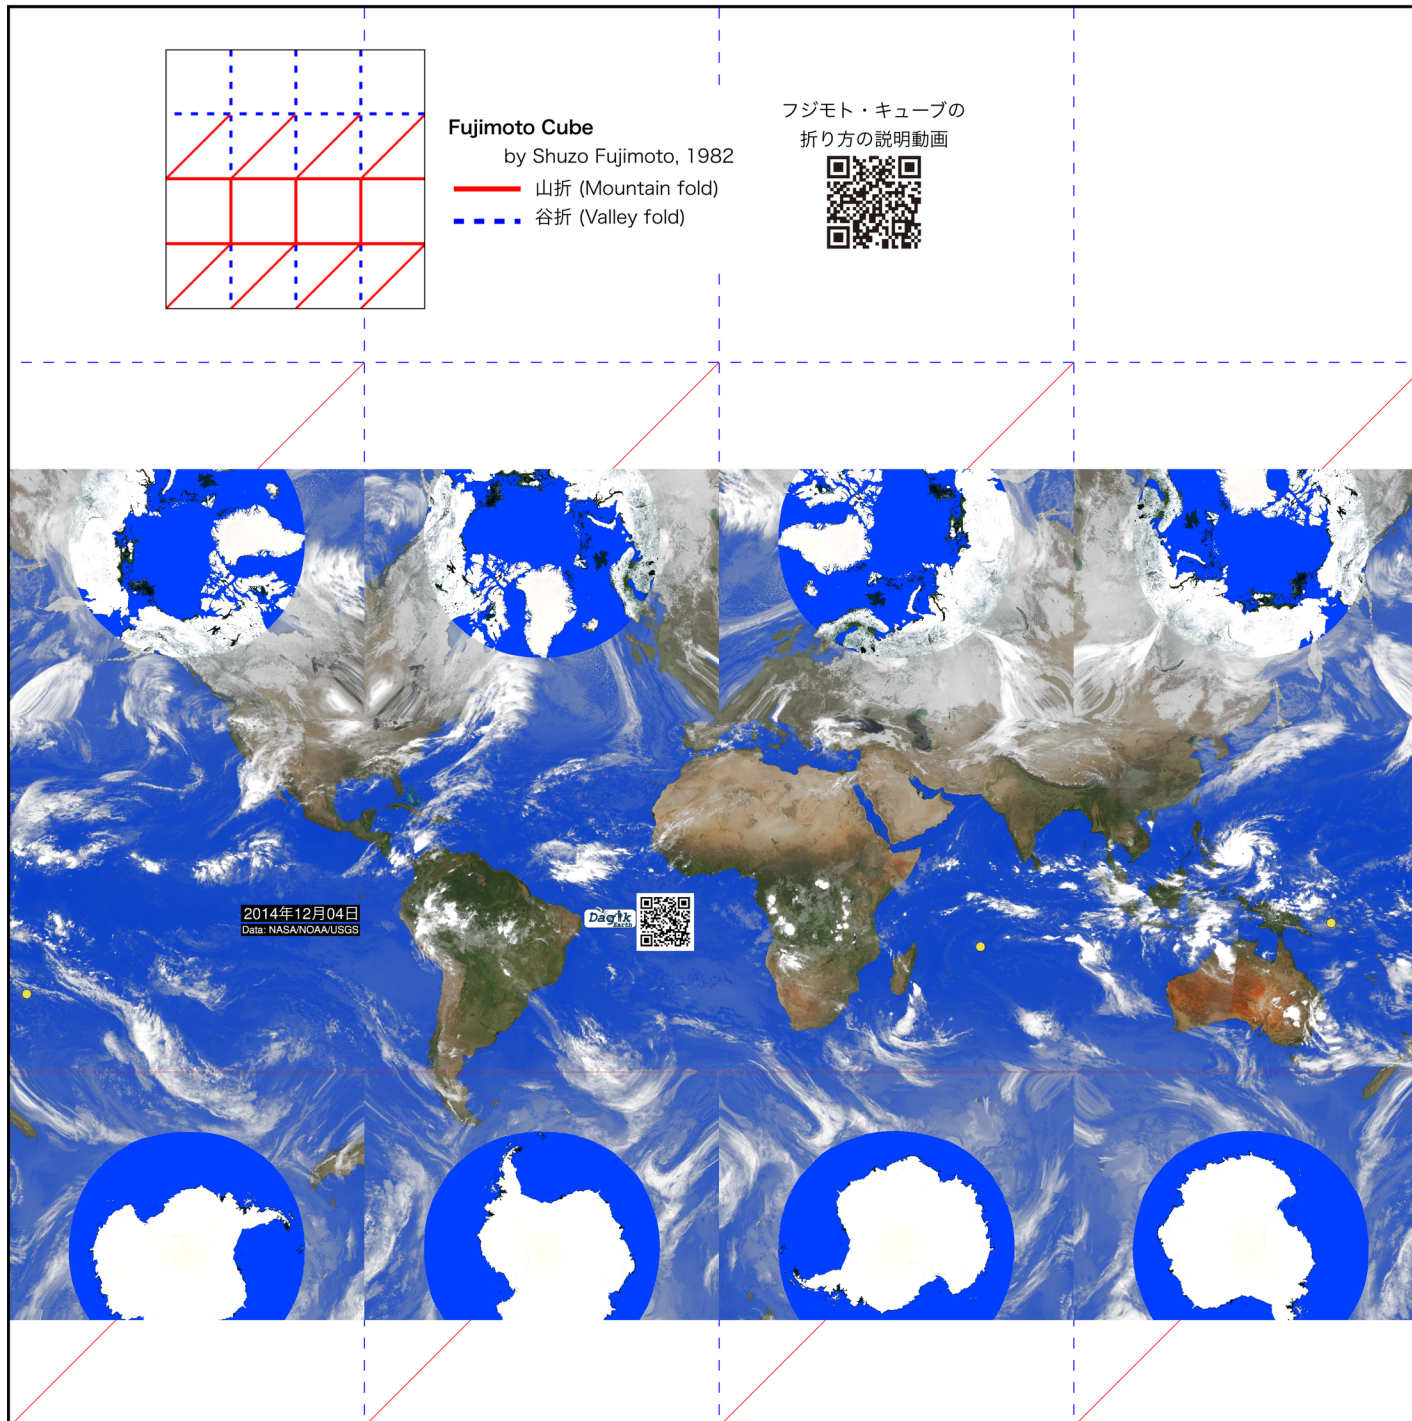 Fujimoto Cube
by Shuzo Fujimoto, 1982
山折 (Mountain fold)
谷折 (Valley fold)
フジモト・キューブの
折り方の説明動画
2014年12月04日
Data: NASA/NOAA/USGS
Dagik
Earth